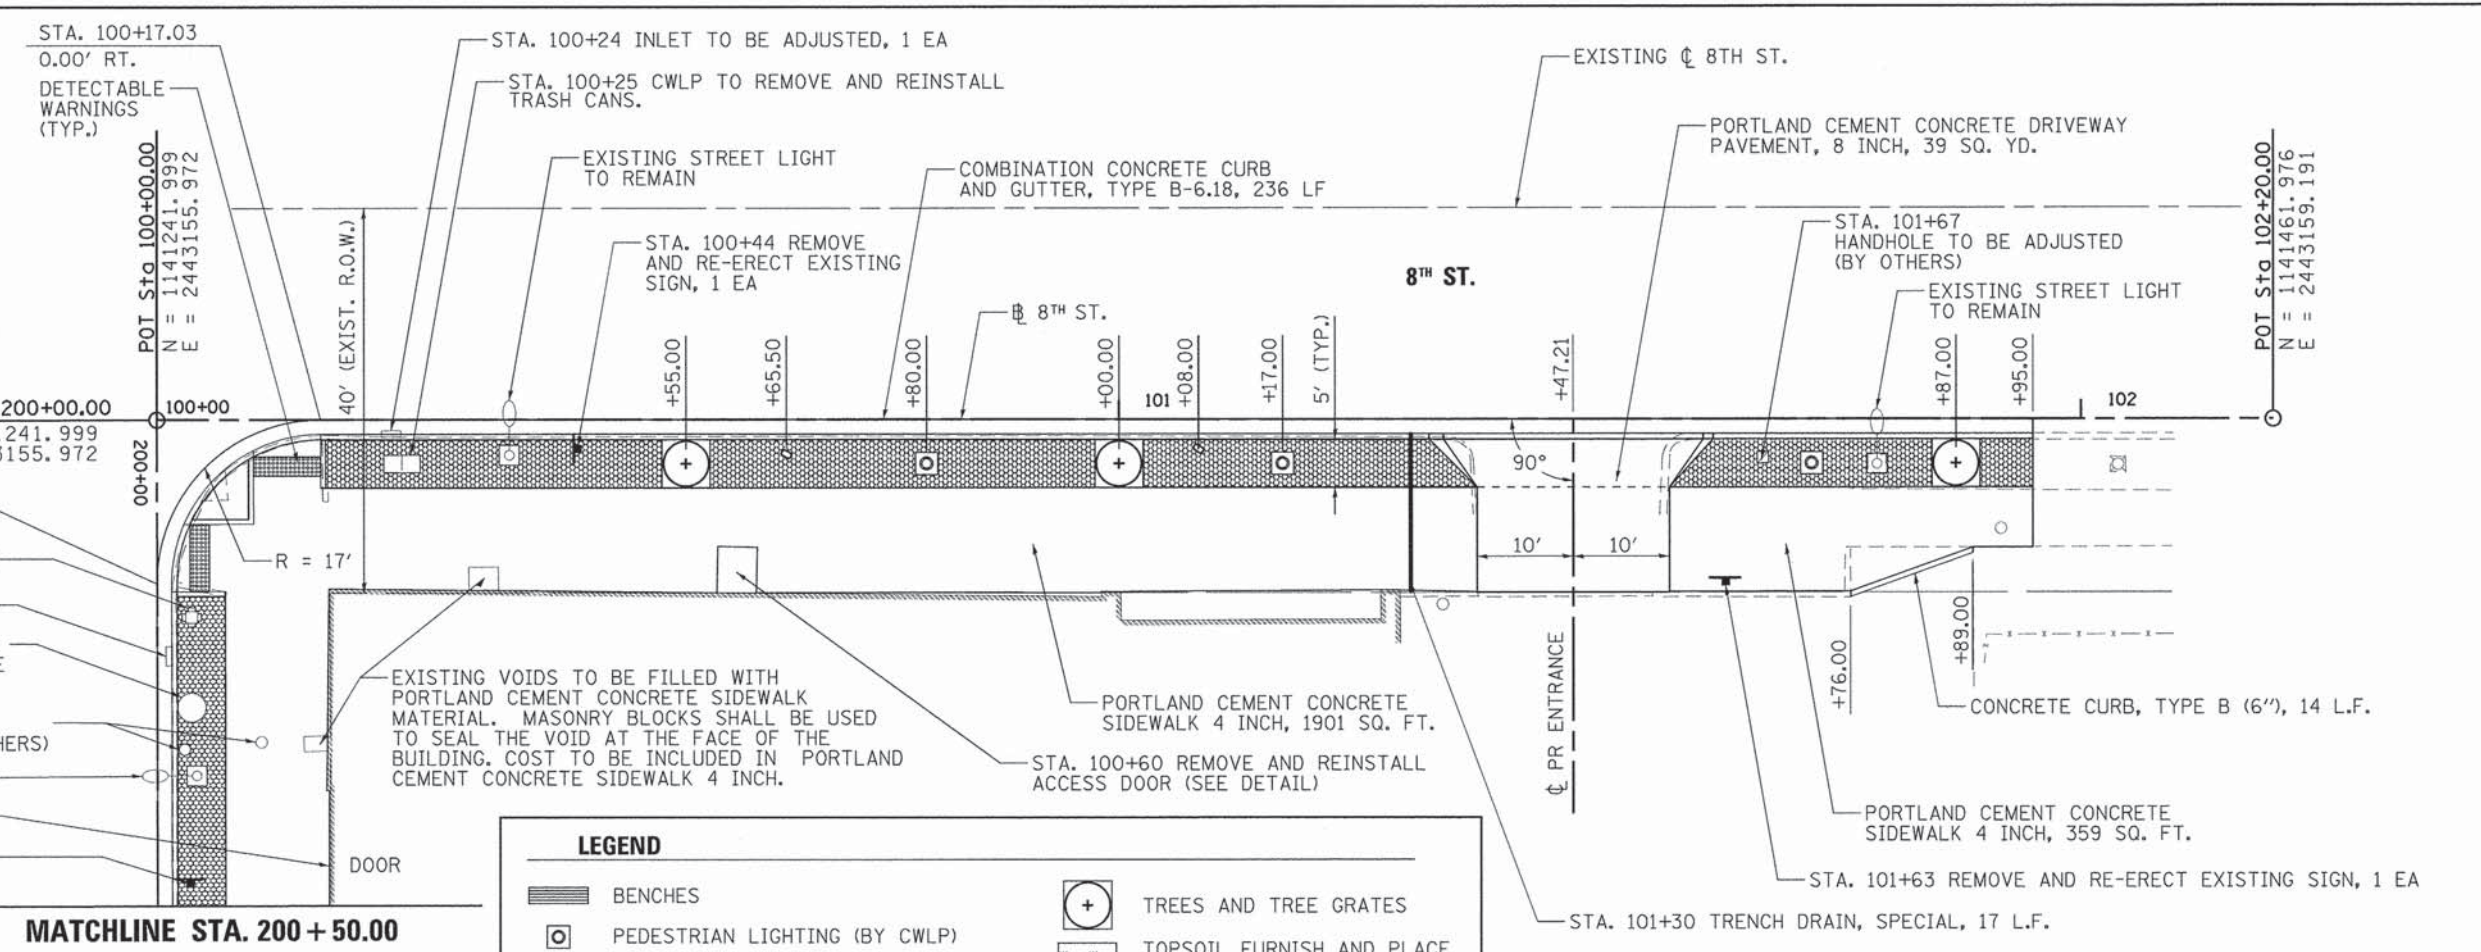 STA. 100+17.03
0.00' RT.
DETECTABLE
WARNINGS
(TYP.)
STA. 100+24 INLET TO BE ADJUSTED, 1 EA
STA. 100+25 CWLP TO REMOVE AND REINSTALL
TRASH CANS.
EXISTING STREET LIGHT
TO REMAIN
COMBINATION CONCRETE CURB
AND GUTTER, TYPE B-6.18, 236 LF
EXISTING ℄ 8TH ST.
PORTLAND CEMENT CONCRETE DRIVEWAY
PAVEMENT, 8 INCH, 39 SQ. YD.
STA. 100+44 REMOVE
AND RE-ERECT EXISTING
SIGN, 1 EA
8TH ST.
STA. 101+67
HANDHOLE TO BE ADJUSTED
(BY OTHERS)
EXISTING STREET LIGHT
TO REMAIN
POT Sta 100+00.00
N = 1141241.999
E = 2443155.972
POT Sta 102+20.00
N = 1141461.976
E = 2443159.191
40' (EXIST. R.O.W.)
BL 8TH ST.
+55.00
+65.50
+80.00
+00.00
+08.00
+17.00
5' (TYP.)
+47.21
+87.00
+95.00
200+00.00
100+00
101
102
241.999
155.972
200+00
90°
R = 17'
10'
10'
+76.00
+89.00
EXISTING VOIDS TO BE FILLED WITH
PORTLAND CEMENT CONCRETE SIDEWALK
MATERIAL. MASONRY BLOCKS SHALL BE USED
TO SEAL THE VOID AT THE FACE OF THE
BUILDING. COST TO BE INCLUDED IN PORTLAND
CEMENT CONCRETE SIDEWALK 4 INCH.
PORTLAND CEMENT CONCRETE
SIDEWALK 4 INCH, 1901 SQ. FT.
STA. 100+60 REMOVE AND REINSTALL
ACCESS DOOR (SEE DETAIL)
℄ PR ENTRANCE
CONCRETE CURB, TYPE B (6"), 14 L.F.
PORTLAND CEMENT CONCRETE
SIDEWALK 4 INCH, 359 SQ. FT.
STA. 101+63 REMOVE AND RE-ERECT EXISTING SIGN, 1 EA
STA. 101+30 TRENCH DRAIN, SPECIAL, 17 L.F.
E
HERS)
DOOR
MATCHLINE STA. 200+50.00
LEGEND
BENCHES
TREES AND TREE GRATES
PEDESTRIAN LIGHTING (BY CWLP)
TOPSOIL FURNISH AND PLACE